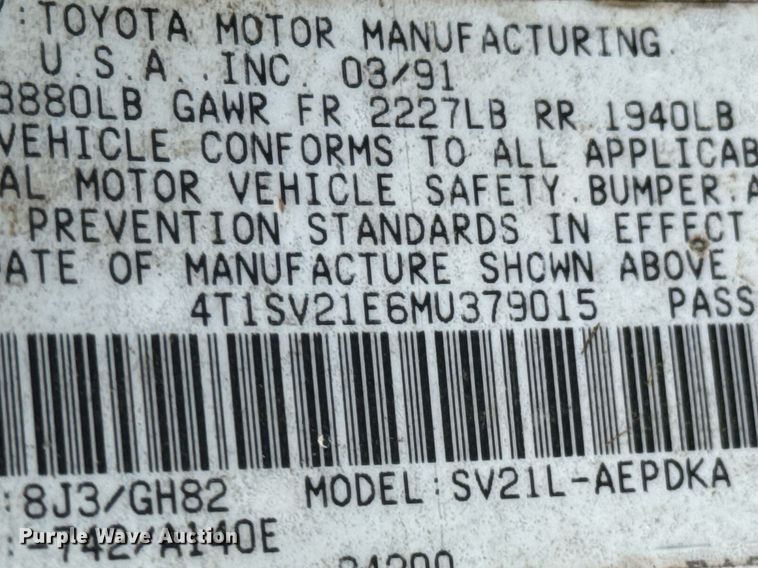 : TOYOTA MOTOR MANUFACTURING.
U.S.A. INC. 03/91
3880LB GAWR FR 2227LB RR 1940LB
VEHICLE CONFORMS TO ALL APPLICAB
AL MOTOR VEHICLE SAFETY.BUMPER.A
PREVENTION STANDARDS IN EFFECT
DATE OF MANUFACTURE SHOWN ABOVE.
4T1SV21E6MU379015 PASS
:8J3/GH82 MODEL:SV21L-AEPDKA
:-742/A140E
Purple Wave Auction